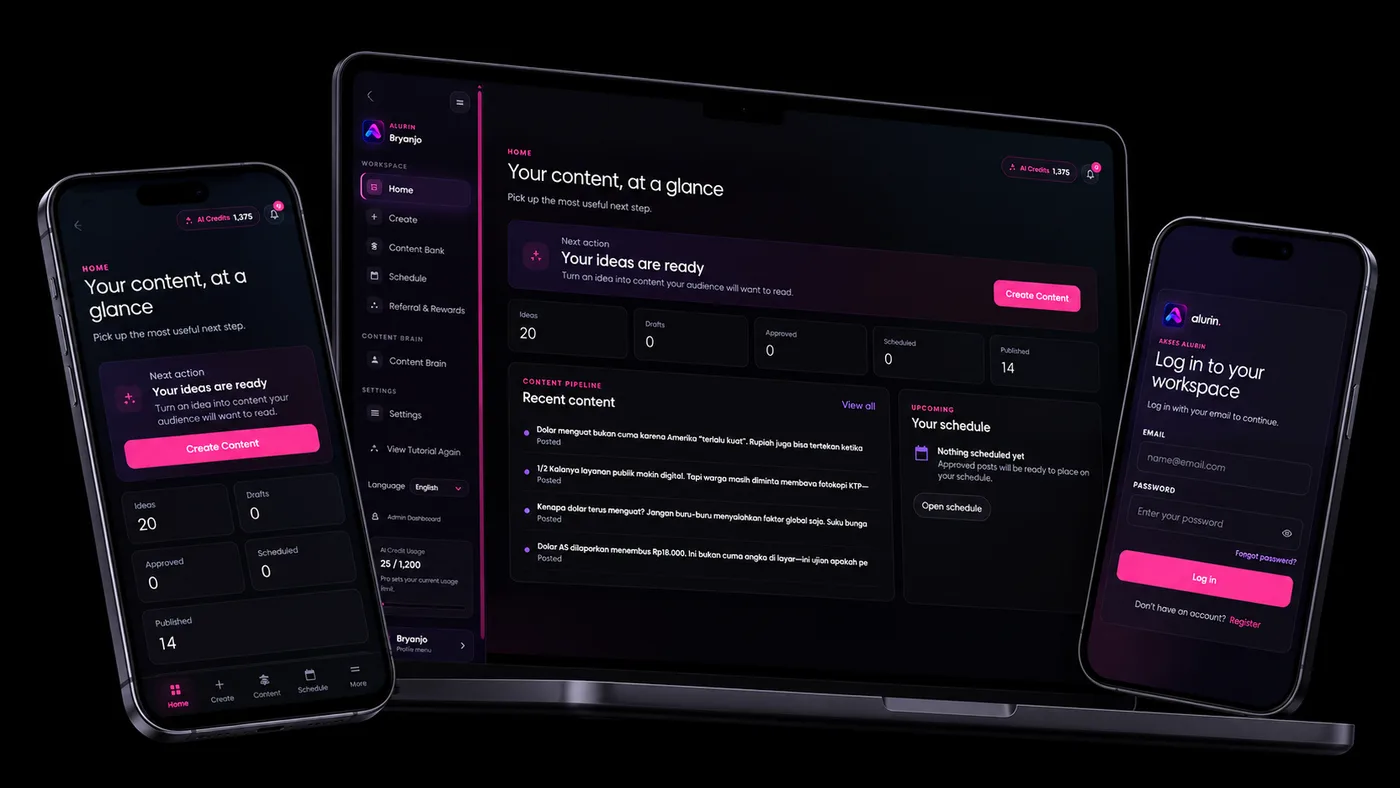 AI Credits 1,375
HOME
Your content, at a
glance
Pick up the most useful next step.
Next action
Your ideas are ready
Turn an idea into content your
audience will want to read.
Create Content
Ideas
20
Drafts
0
Approved
0
Scheduled
0
Published
14
Home
Create
Content
Schedule
More
ALURIN
Bryanjo
WORKSPACE
Home
Create
Content Bank
Schedule
Referral & Rewards
CONTENT BRAIN
Content Brain
SETTINGS
Settings
View Tutorial Again
Language English
Admin Dashboard
AI Credit Usage
25 / 1,200
Pro sets your current usage
limit.
Bryanjo
Profile menu
AI Credits 1,375
HOME
Your content, at a glance
Pick up the most useful next step.
Next action
Your ideas are ready
Turn an idea into content your audience will want to read.
Create Content
Ideas
20
Drafts
0
Approved
0
Scheduled
0
Published
14
CONTENT PIPELINE
Recent content
View all
Dolar menguat bukan cuma karena Amerika "terlalu kuat". Rupiah juga bisa tertekan ketika
Posted
1/2 Kalanya layanan publik makin digital. Tapi warga masih diminta membava fotokopi KTP—
Posted
Kenapa dolar terus menguat? Jangan buru-buru menyalahkan faktor global saja. Suku bunga
Posted
Dolar AS dilaporkan menembus Rp18.000. Ini bukan cuma angka di layar—ini ujian apakah pe
Posted
UPCOMING
Your schedule
Nothing scheduled yet
Approved posts will be ready to place on
your schedule.
Open schedule
alurin.
AKSES ALURIN
Log in to your
workspace
Log in with your email to continue.
EMAIL
name@email.com
PASSWORD
Enter your password
Forgot password?
Log in
Don't have an account? Register